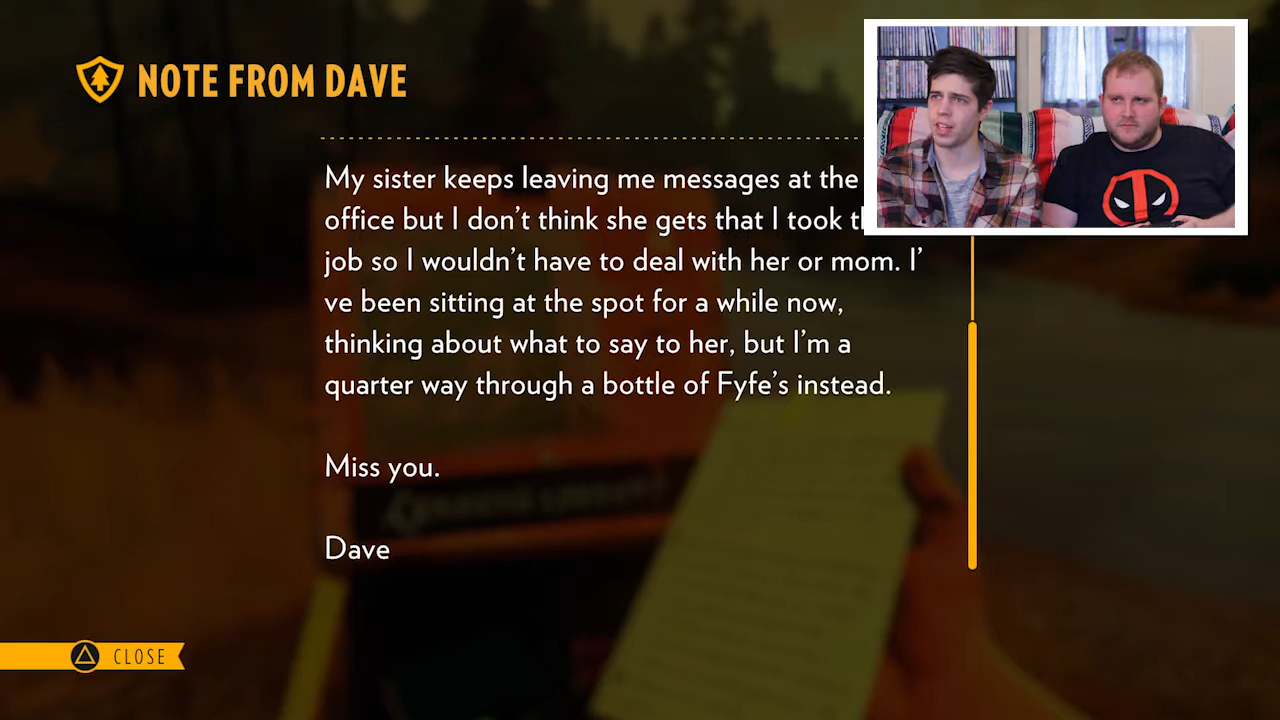 NOTE FROM DAVE
My sister keeps leaving me messages at the
office but I don't think she gets that I took
job so I wouldn't have to deal with her or mom. I'
ve been sitting at the spot for a while now,
thinking about what to say to her, but I'm a
quarter way through a bottle of Fyfe's instead.
Miss you.
Dave
CLOSE